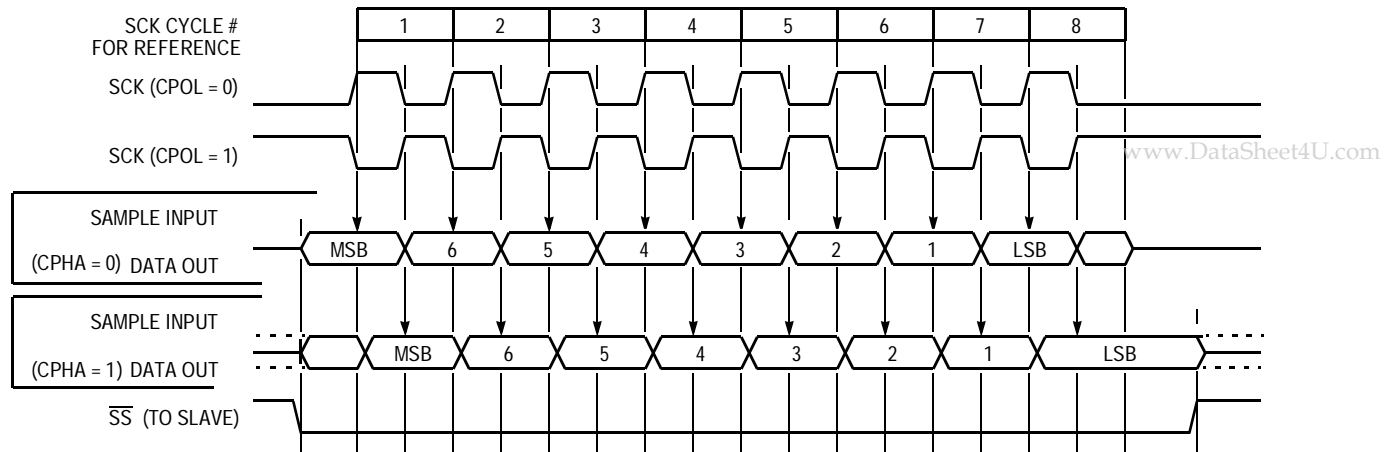 SCK CYCLE # 1 2 3 4 5 6 7 8
FOR REFERENCE
SCK (CPOL = 0)
SCK (CPOL = 1)
www.DataSheet4U.com
SAMPLE INPUT
(CPHA = 0) DATA OUT MSB 6 5 4 3 2 1 LSB
SAMPLE INPUT
(CPHA = 1) DATA OUT MSB 6 5 4 3 2 1 LSB
SS (TO SLAVE)